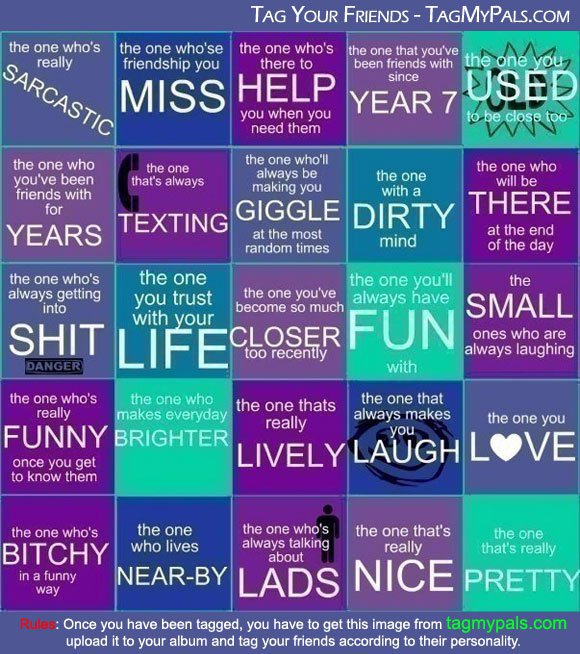 TAG YOUR FRIENDS - TAGMYPALS.COM
the one who's
really
SARCASTIC
the one who'se
friendship you
MISS
the one who's
there to
HELP
you when you
need them
the one that you've
been friends with
since
YEAR 7
the one you
USED
to be close too
the one who
you've been
friends with
for
YEARS
the one
that's always
TEXTING
the one who'll
always be
making you
GIGGLE
at the most
random times
the one
with a
DIRTY
mind
the one who
will be
THERE
at the end
of the day
the one who's
always getting
into
SHIT
DANGER
the one
you trust
with your
LIFE
the one you've
become so much
CLOSER
too recently
the one you'll
always have
FUN
with
the
SMALL
ones who are
always laughing
the one who's
really
FUNNY
once you get
to know them
the one who
makes everyday
BRIGHTER
the one thats
really
LIVELY
the one that
always makes
you
LAUGH
the one you
L♥VE
the one who's
BITCHY
in a funny
way
the one
who lives
NEAR-BY
the one who's
always talking
about
LADS
the one that's
really
NICE
the one
that's really
PRETTY
Rules: Once you have been tagged, you have to get this image from tagmypals.com
upload it to your album and tag your friends according to their personality.